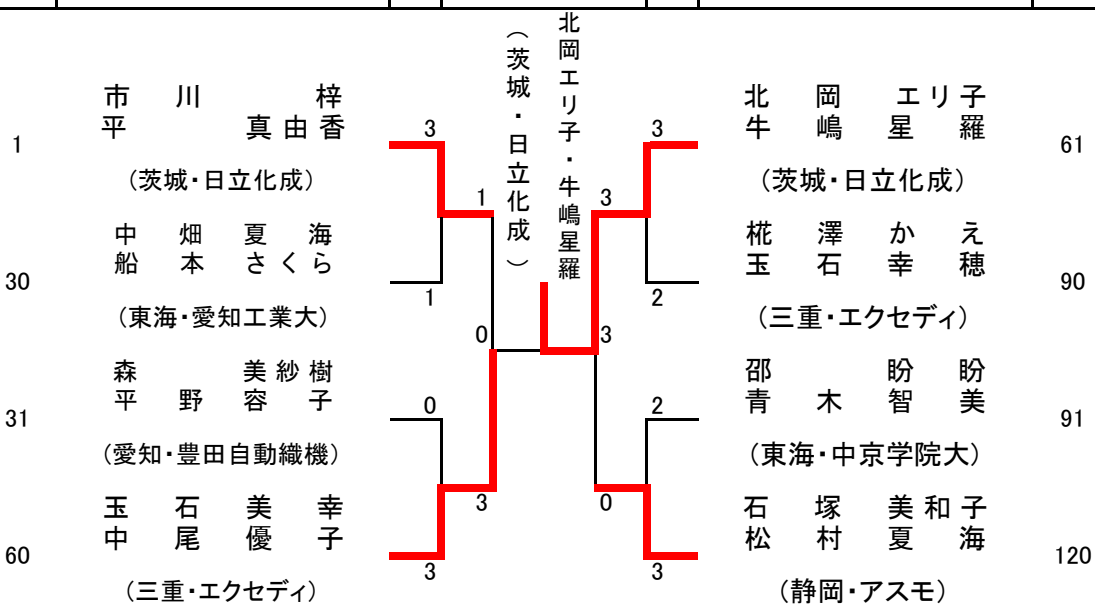 北岡エリ子・牛嶋星羅
（茨城・日立化成）
1
市川 梓
平 真由香
(茨城・日立化成)
3
1
30
中畑夏海
船本さくら
(東海・愛知工業大)
1
0
31
森 美紗樹
平野容子
(愛知・豊田自動織機)
0
3
60
玉石美幸
中尾優子
(三重・エクセディ)
3
北岡エリ子
牛嶋星羅
(茨城・日立化成)
3
61
3
椛澤かえ
玉石幸穂
(三重・エクセディ)
2
90
3
邵 盼盼
青木智美
(東海・中京学院大)
2
91
0
石塚美和子
松村夏海
(静岡・アスモ)
3
120